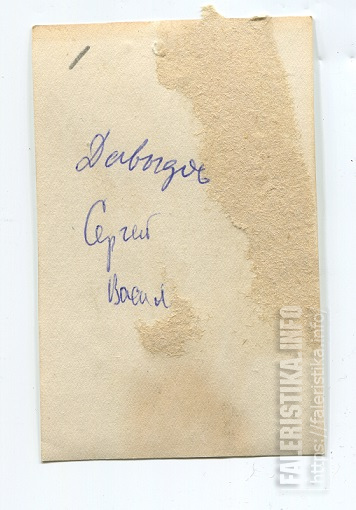 Давыдов
Сергей
Васил
FALERISTIKA.INFO
https://faleristika.info/